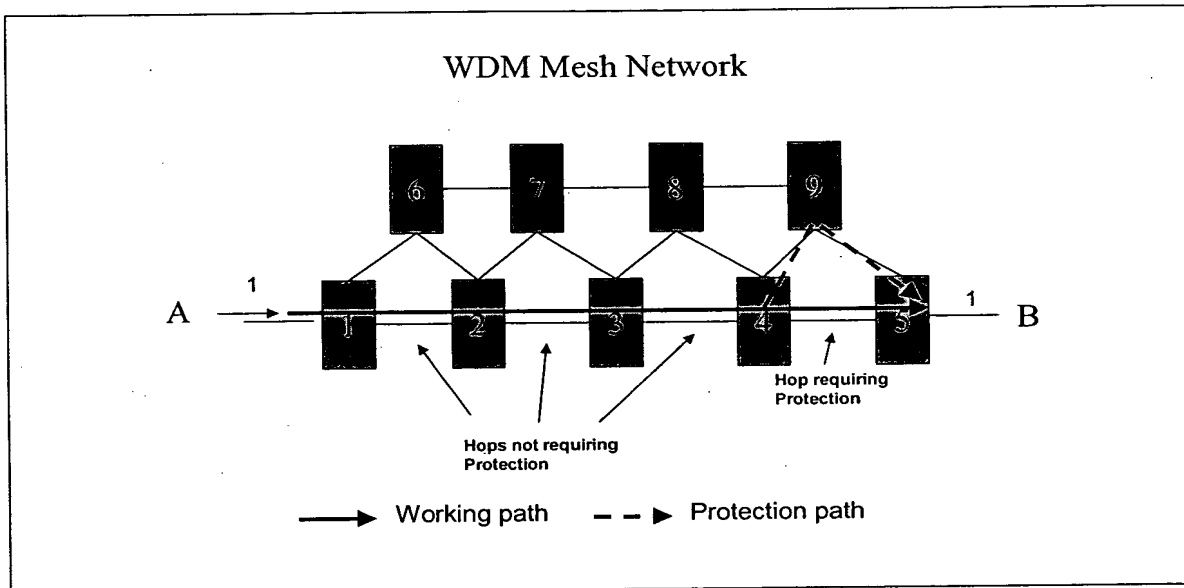 WDM Mesh Network
6 7 8 9
1
A 1 2 3 4 5 B
1
Hop requiring
Protection
Hops not requiring
Protection
Working path Protection path